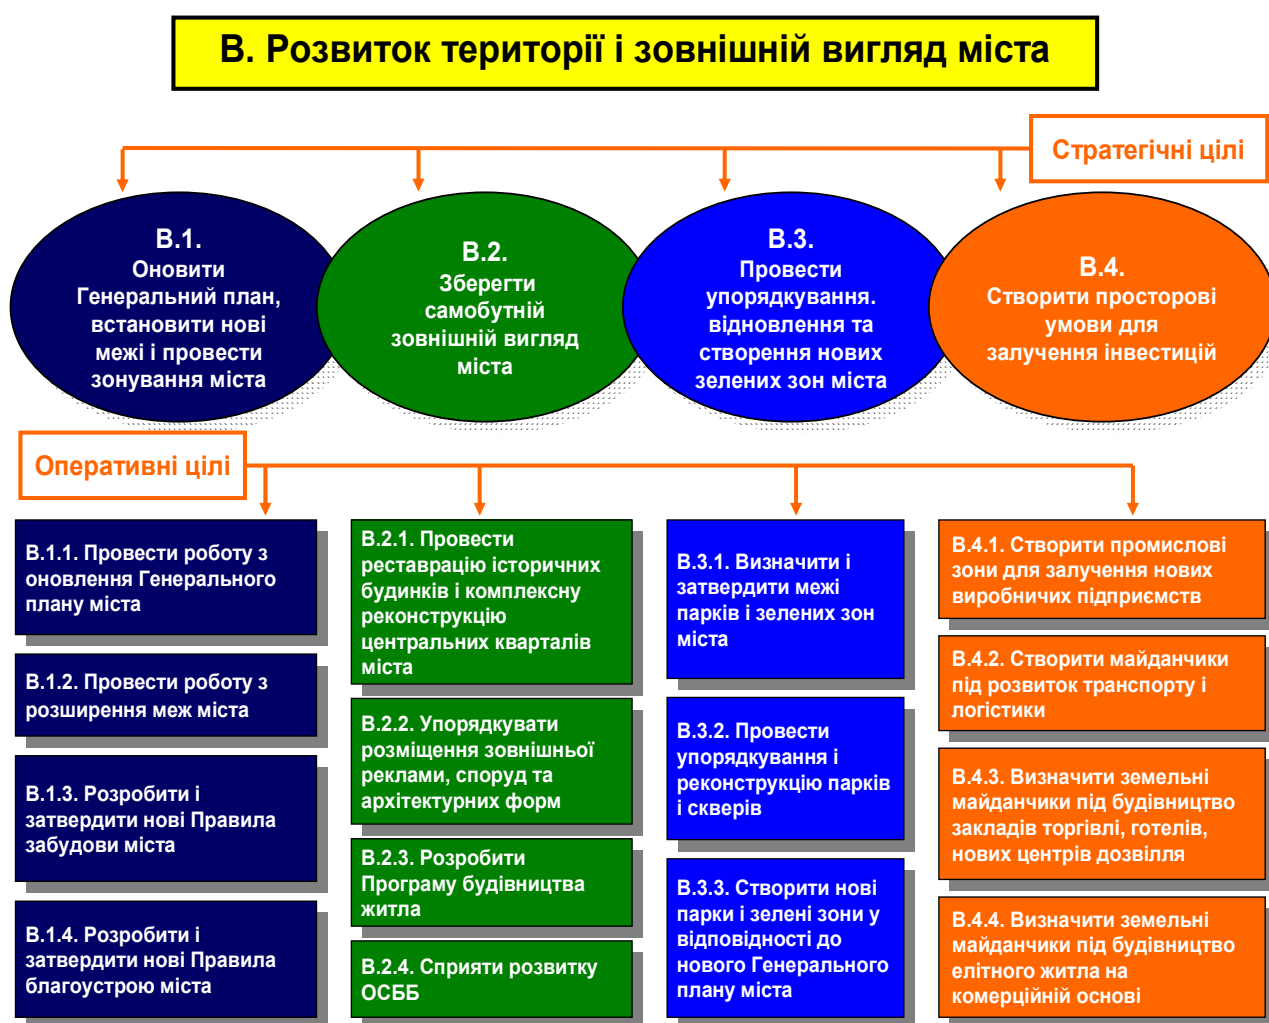 В. Розвиток території і зовнішній вигляд міста
Стратегічні цілі
В.1.
Оновити
Генеральний план,
встановити нові
межі і провести
зонування міста
В.2.
Зберегти
самобутній
зовнішній вигляд
міста
В.3.
Провести
упорядкування.
відновлення та
створення нових
зелених зон міста
В.4.
Створити просторові
умови для
залучення інвестицій
Оперативні цілі
В.1.1. Провести роботу з
оновлення Генерального
плану міста
В.1.2. Провести роботу з
розширення меж міста
В.1.3. Розробити і
затвердити нові Правила
забудови міста
В.1.4. Розробити і
затвердити нові Правила
благоустрою міста
В.2.1. Провести
реставрацію історичних
будинків і комплексну
реконструкцію
центральних кварталів
міста
В.2.2. Упорядкувати
розміщення зовнішньої
реклами, споруд та
архітектурних форм
В.2.3. Розробити
Програму будівництва
житла
В.2.4. Сприяти розвитку
ОСББ
В.3.1. Визначити і
затвердити межі
парків і зелених зон
міста
В.3.2. Провести
упорядкування і
реконструкцію парків
і скверів
В.3.3. Створити нові
парки і зелені зони у
відповідності до
нового Генерального
плану міста
В.4.1. Створити промислові
зони для залучення нових
виробничих підприємств
В.4.2. Створити майданчики
під розвиток транспорту і
логістики
В.4.3. Визначити земельні
майданчики під будівництво
закладів торгівлі, готелів,
нових центрів дозвілля
В.4.4. Визначити земельні
майданчики під будівництво
елітного житла на
комерційній основі